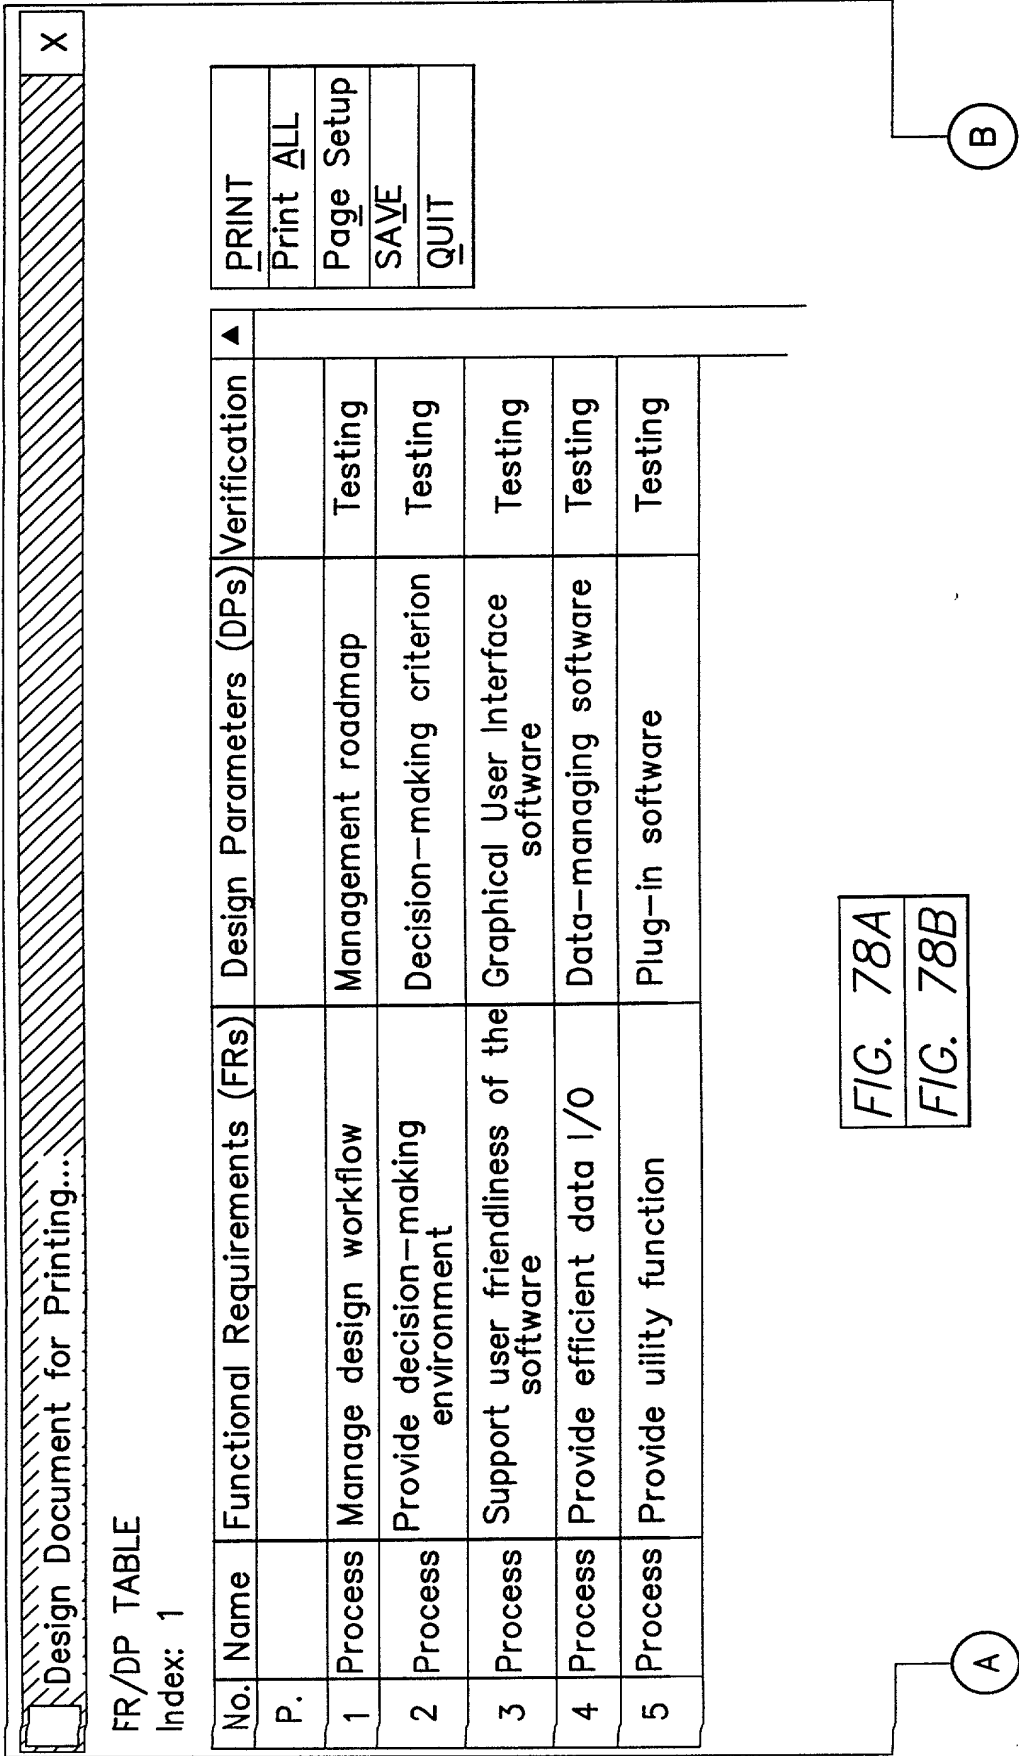 Design Document for Printing...
X
FR/DP TABLE
Index: 1
No. Name Functional Requirements (FRs) Design Parameters (DPs) Verification ▲
P.
1 Process Manage design workflow Management roadmap Testing
2 Process Provide decision-making environment Decision-making criterion Testing
3 Process Support user friendliness of the software Graphical User Interface software Testing
4 Process Provide efficient data I/O Data-managing software Testing
5 Process Provide uility function Plug-in software Testing
PRINT
Print ALL
Page Setup
SAVE
QUIT
FIG. 78A
FIG. 78B
A
B